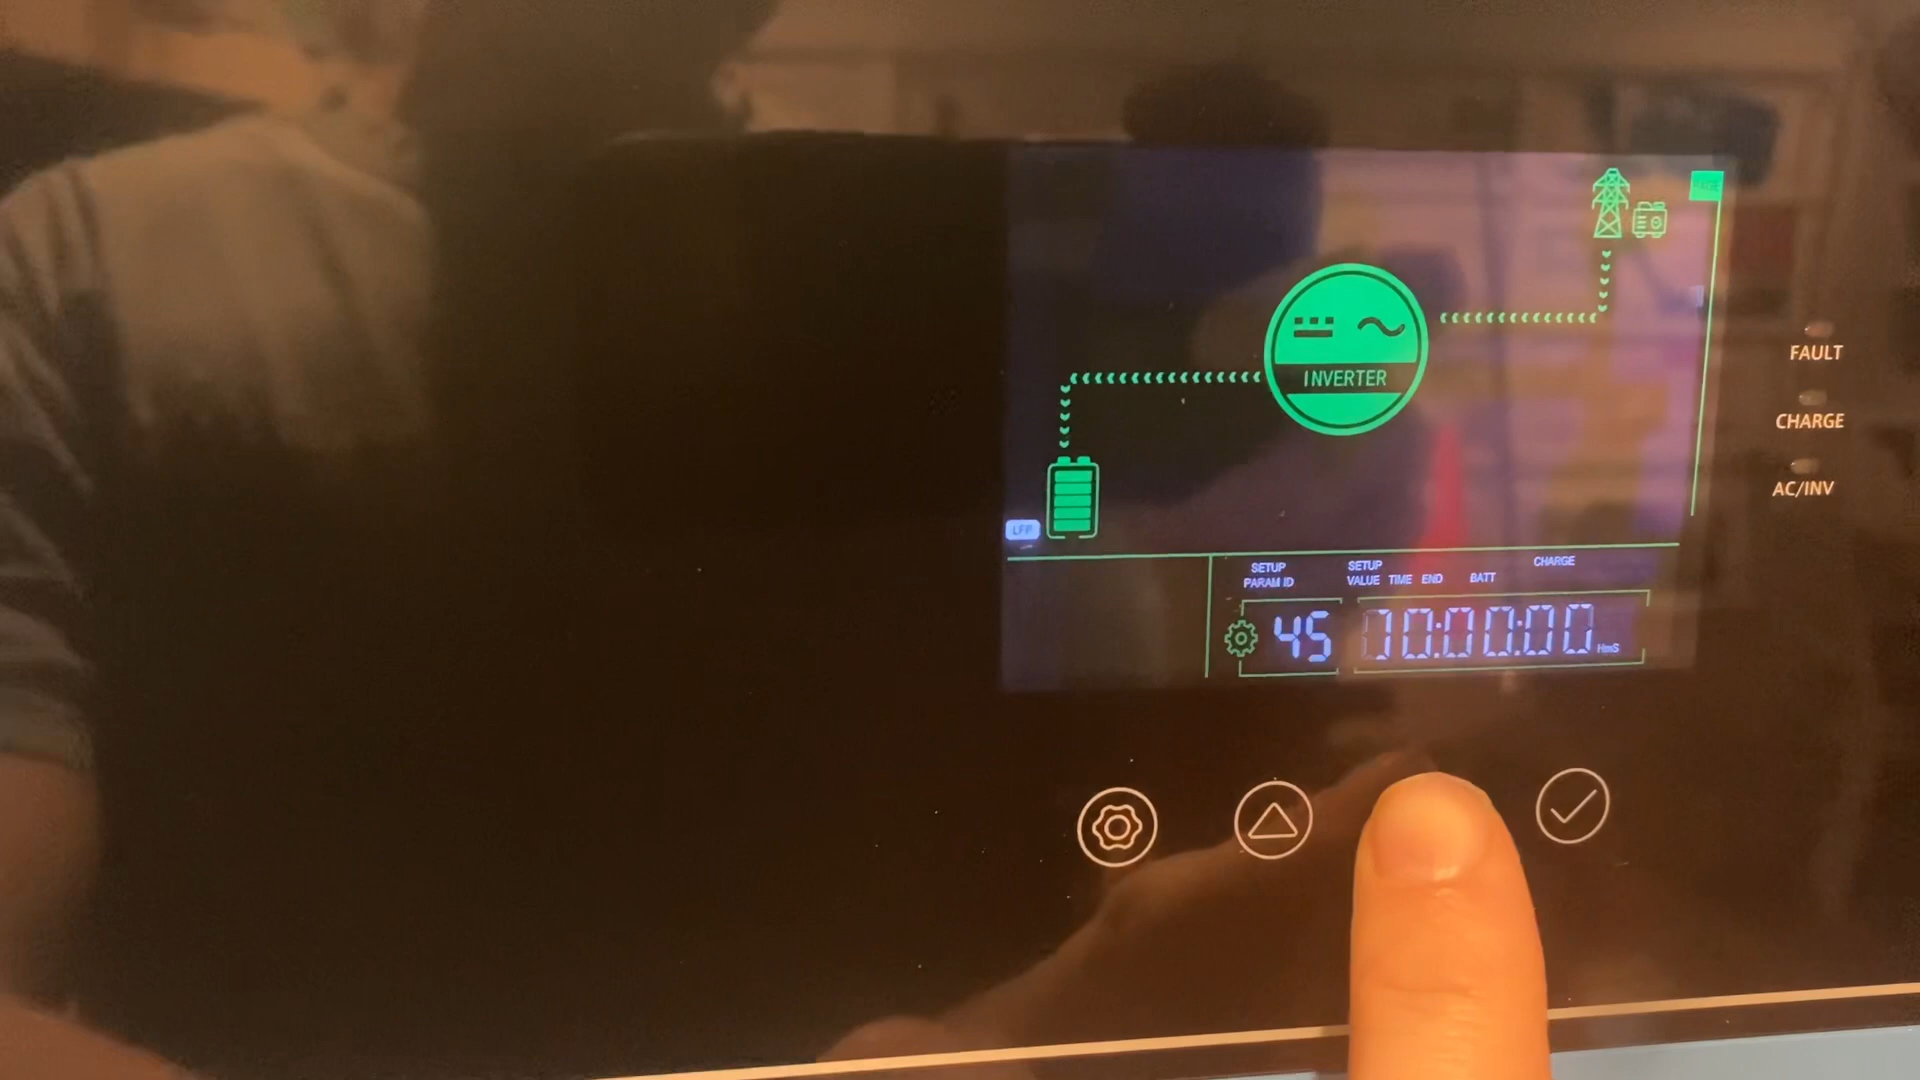 INVERTER
FAULT
CHARGE
AC/INV
LFP
SETUP PARAM ID
SETUP VALUE TIME END BATT CHARGE
45
00:00:00 HmS